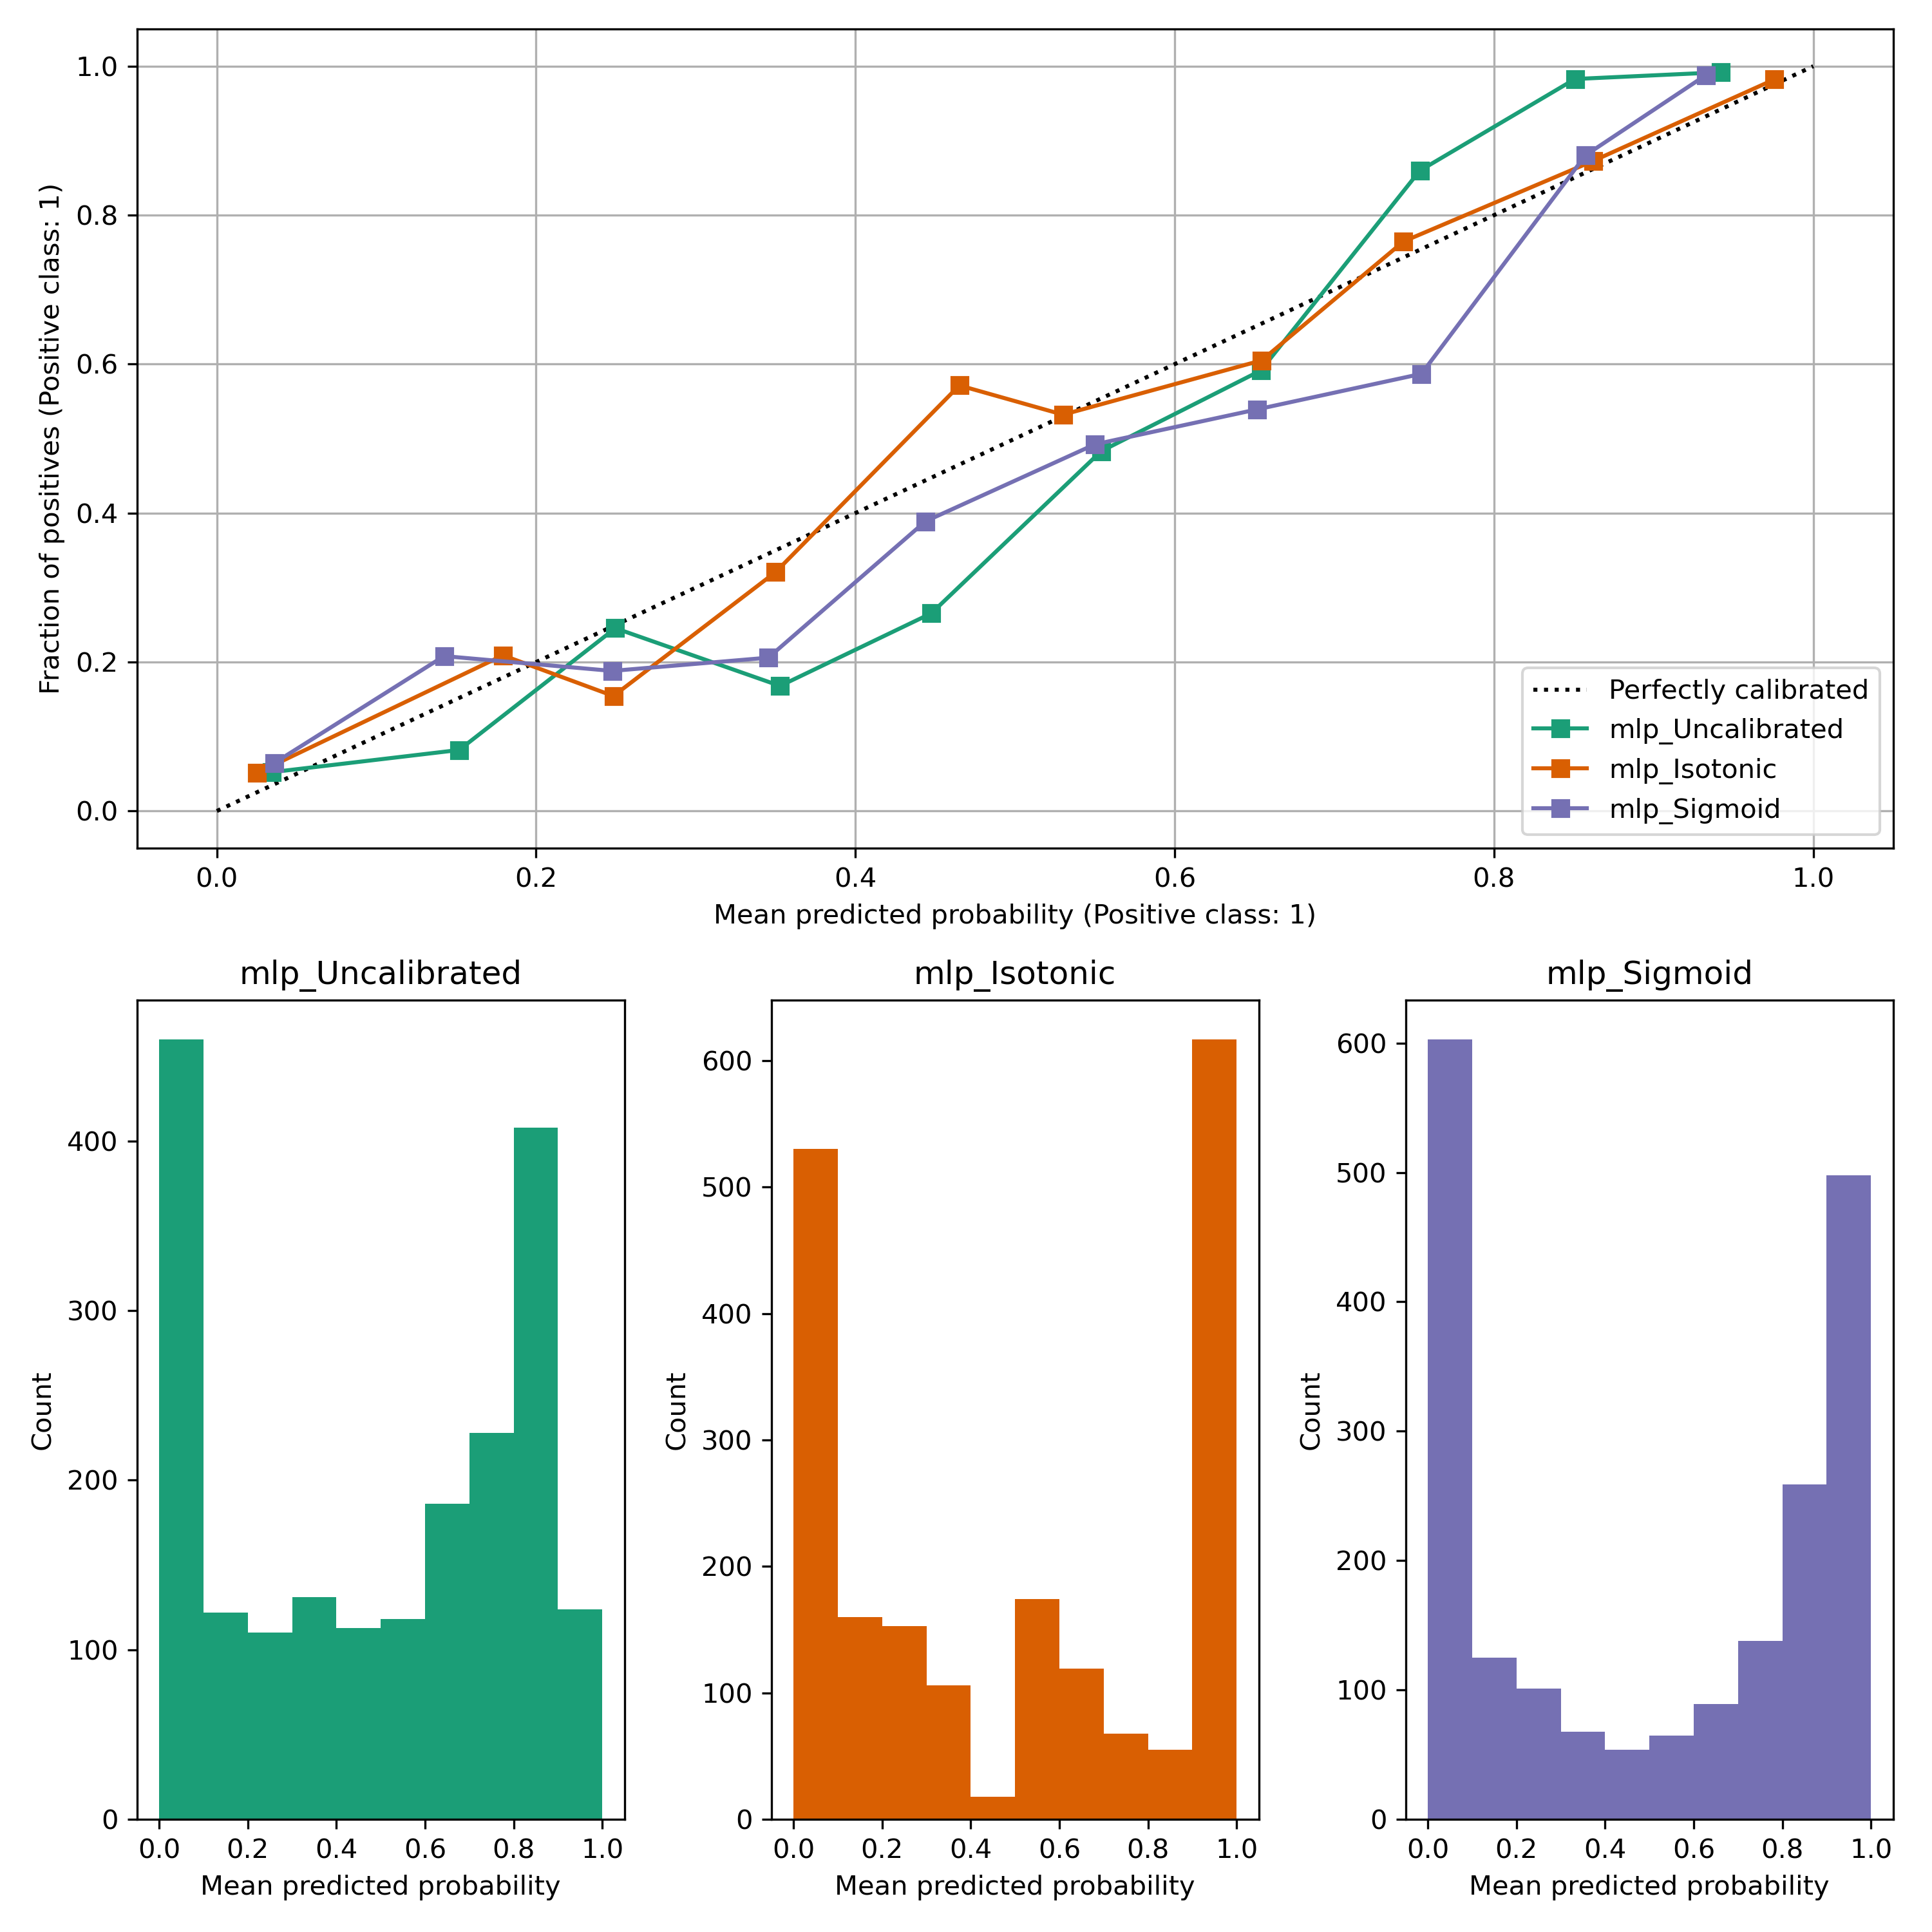 1.0
0.8
0.6
0.4
0.2
0.0
Fraction of positives (Positive class: 1)
Perfectly calibrated
mlp_Uncalibrated
mlp_Isotonic
mlp_Sigmoid
0.0 0.2 0.4 0.6 0.8 1.0
Mean predicted probability (Positive class: 1)
mlp_Uncalibrated
400
300
200
100
0
Count
0.0 0.2 0.4 0.6 0.8 1.0
Mean predicted probability
mlp_Isotonic
600
500
400
300
200
100
0
Count
0.0 0.2 0.4 0.6 0.8 1.0
Mean predicted probability
mlp_Sigmoid
600
500
400
300
200
100
0
Count
0.0 0.2 0.4 0.6 0.8 1.0
Mean predicted probability